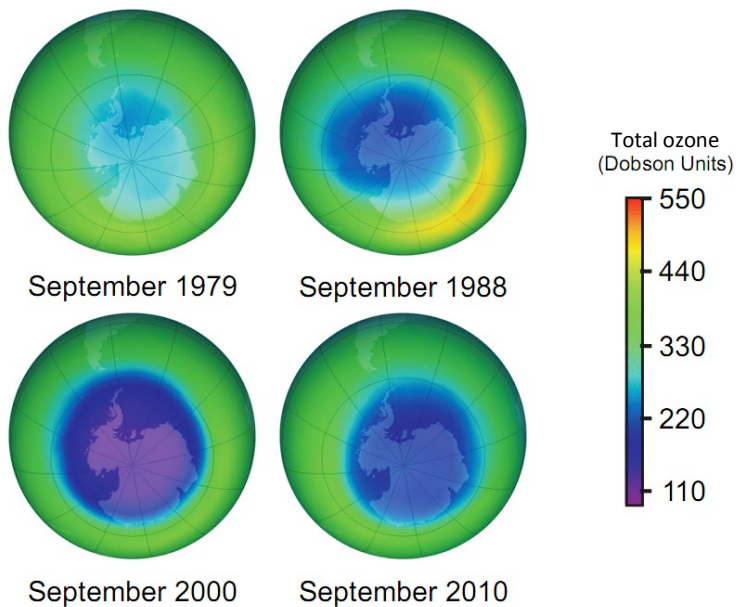 September 1979
September 1988
September 2000
September 2010
Total ozone
(Dobson Units)
550
440
330
220
110